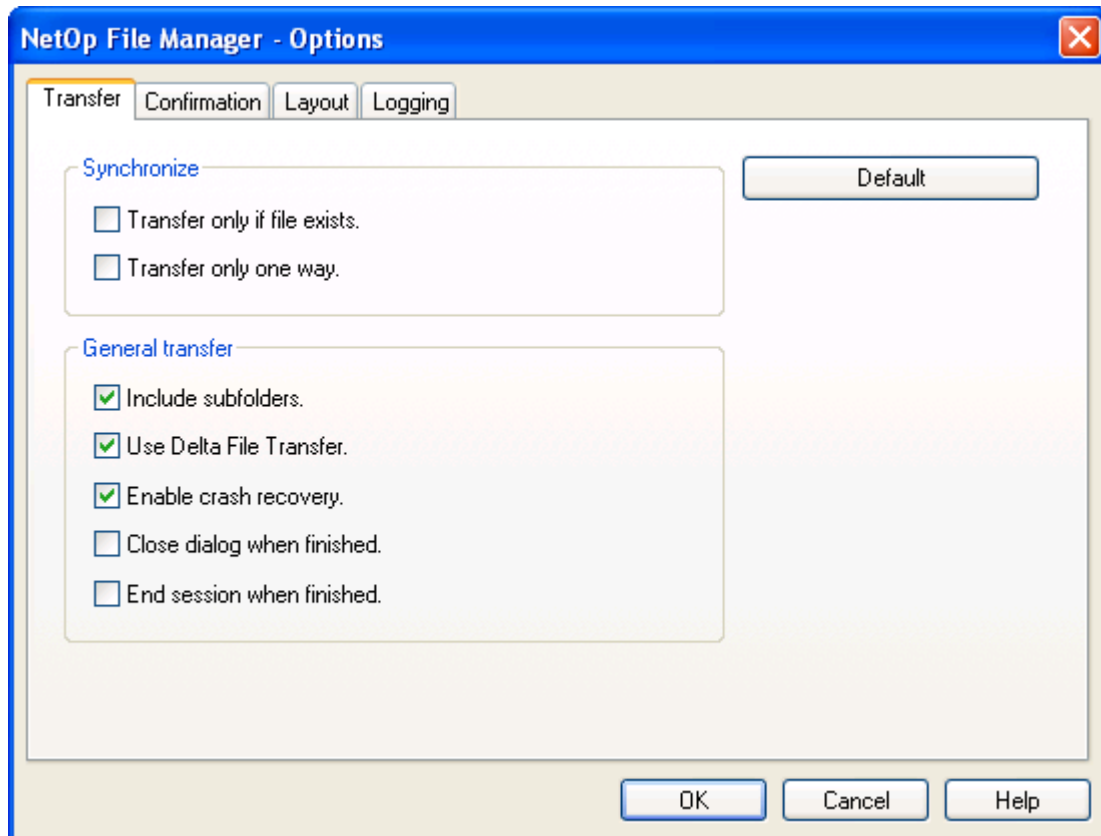 NetOp File Manager - Options
Transfer Confirmation Layout Logging
Synchronize
Default
Transfer only if file exists.
Transfer only one way.
General transfer
Include subfolders.
Use Delta File Transfer.
Enable crash recovery.
Close dialog when finished.
End session when finished.
OK Cancel Help